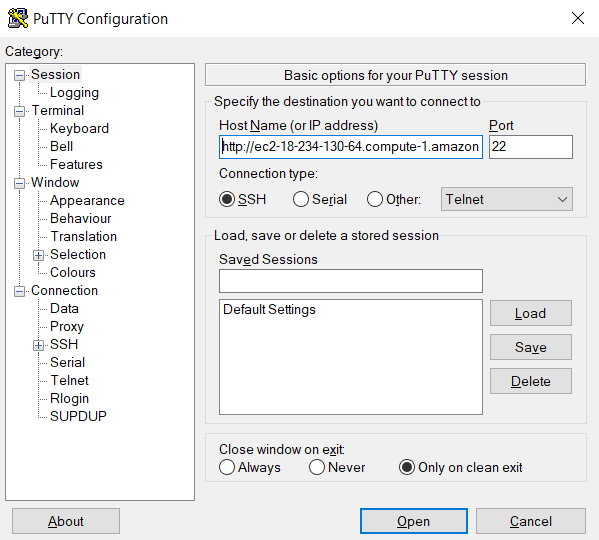 PuTTY Configuration
Category:
Session
Logging
Terminal
Keyboard
Bell
Features
Window
Appearance
Behaviour
Translation
Selection
Colours
Connection
Data
Proxy
SSH
Serial
Telnet
Rlogin
SUPDUP
Basic options for your PuTTY session
Specify the destination you want to connect to
Host Name (or IP address) Port
http://ec2-18-234-130-64.compute-1.amazon 22
Connection type:
SSH Serial Other: Telnet
Load, save or delete a stored session
Saved Sessions
Default Settings
Load
Save
Delete
Close window on exit:
Always Never Only on clean exit
About Open Cancel